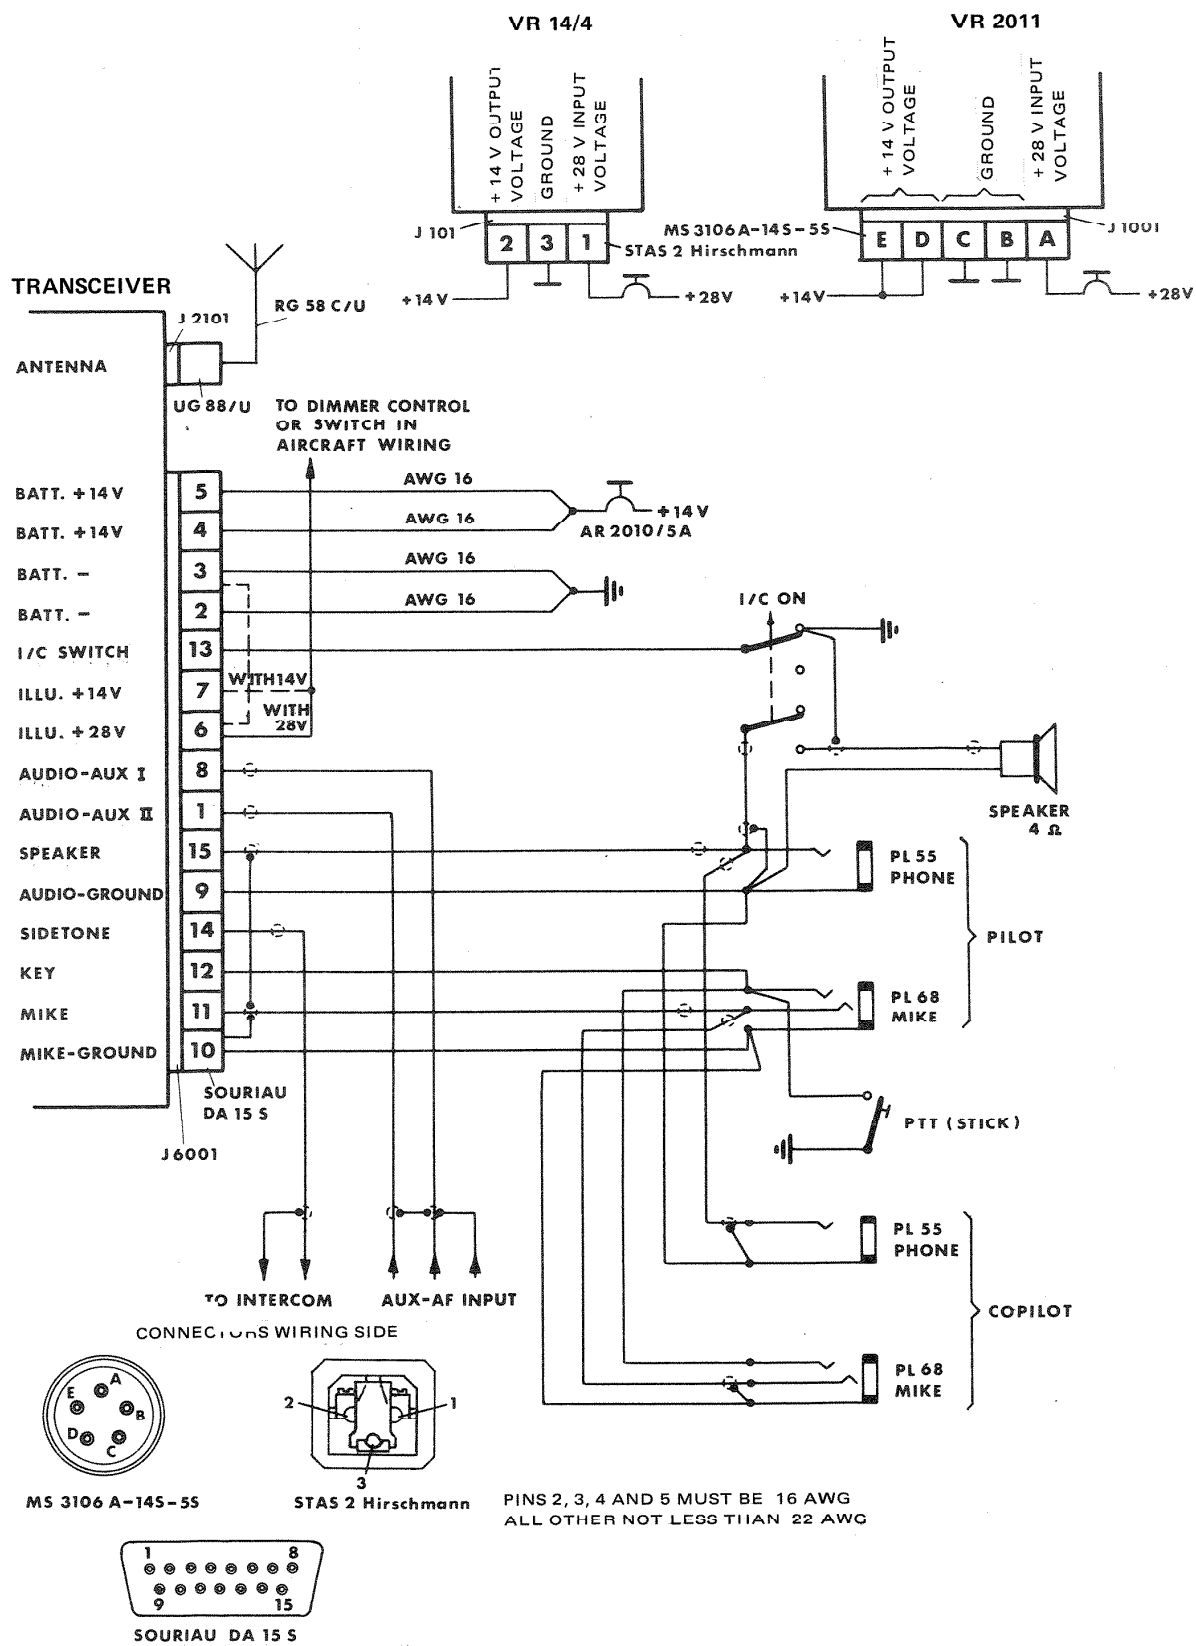 VR 14/4
VR 2011
+ 14 V OUTPUT
VOLTAGE
GROUND
+ 28 V INPUT
VOLTAGE
+ 14 V OUTPUT
VOLTAGE
GROUND
+ 28 V INPUT
VOLTAGE
J 101
2 3 1
MS 3106 A-14S-5S
STAS 2 Hirschmann
E D C B A
J 1001
+14V
+28V
+14V
+28V
TRANSCEIVER
RG 58 C/U
J 2101
ANTENNA
UG 88/U
TO DIMMER CONTROL
OR SWITCH IN
AIRCRAFT WIRING
BATT. +14V 5 AWG 16
BATT. +14V 4 AWG 16
+14V
AR 2010/5A
BATT. - 3 AWG 16
BATT. - 2 AWG 16
I/C ON
I/C SWITCH 13
ILLU. +14V 7 WITH 14V
ILLU. +28V 6 WITH
28V
AUDIO-AUX I 8
AUDIO-AUX II 1
SPEAKER
4 Ω
SPEAKER 15
PL 55
PHONE
AUDIO-GROUND 9
SIDETONE 14
PILOT
KEY 12
MIKE 11
PL 68
MIKE
MIKE-GROUND 10
SOURIAU
DA 15 S
J 6001
PTT (STICK)
PL 55
PHONE
COPILOT
TO INTERCOM
AUX-AF INPUT
CONNECTORS WIRING SIDE
PL 68
MIKE
A
E
B
D
C
2
1
3
MS 3106 A-14S-5S
STAS 2 Hirschmann
PINS 2, 3, 4 AND 5 MUST BE 16 AWG
ALL OTHER NOT LESS THAN 22 AWG
1 8
9 15
SOURIAU DA 15 S